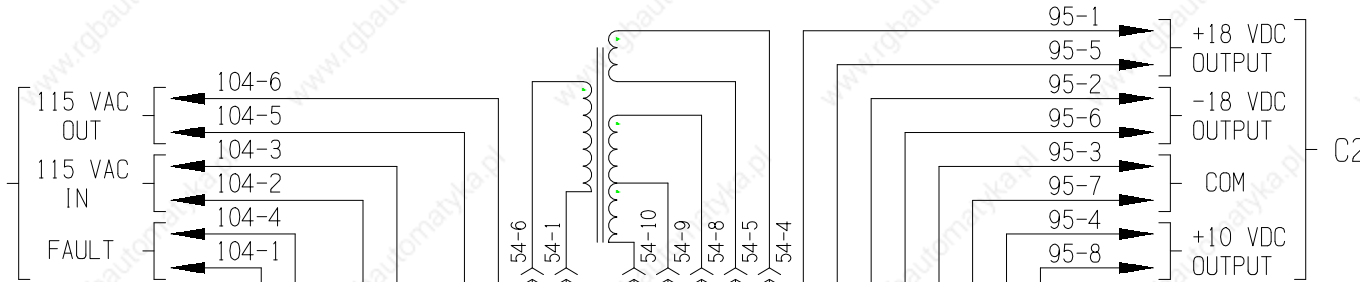 115 VAC
OUT
104-6
104-5
115 VAC
IN
104-3
104-2
FAULT
104-4
104-1
54-6
54-1
54-10
54-9
54-8
54-5
54-4
95-1
95-5
+18 VDC
OUTPUT
95-2
95-6
-18 VDC
OUTPUT
95-3
95-7
COM
95-4
95-8
+10 VDC
OUTPUT
C2
www.rgbautomatyka.pl